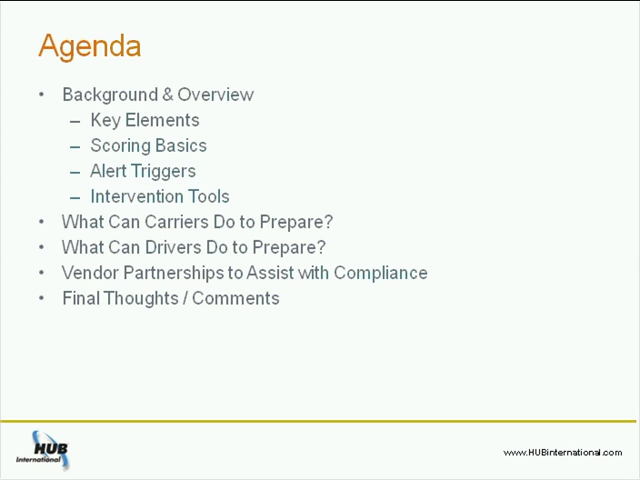 Agenda
• Background & Overview
– Key Elements
– Scoring Basics
– Alert Triggers
– Intervention Tools
• What Can Carriers Do to Prepare?
• What Can Drivers Do to Prepare?
• Vendor Partnerships to Assist with Compliance
• Final Thoughts / Comments
HUB
International
www.HUBinternational.com